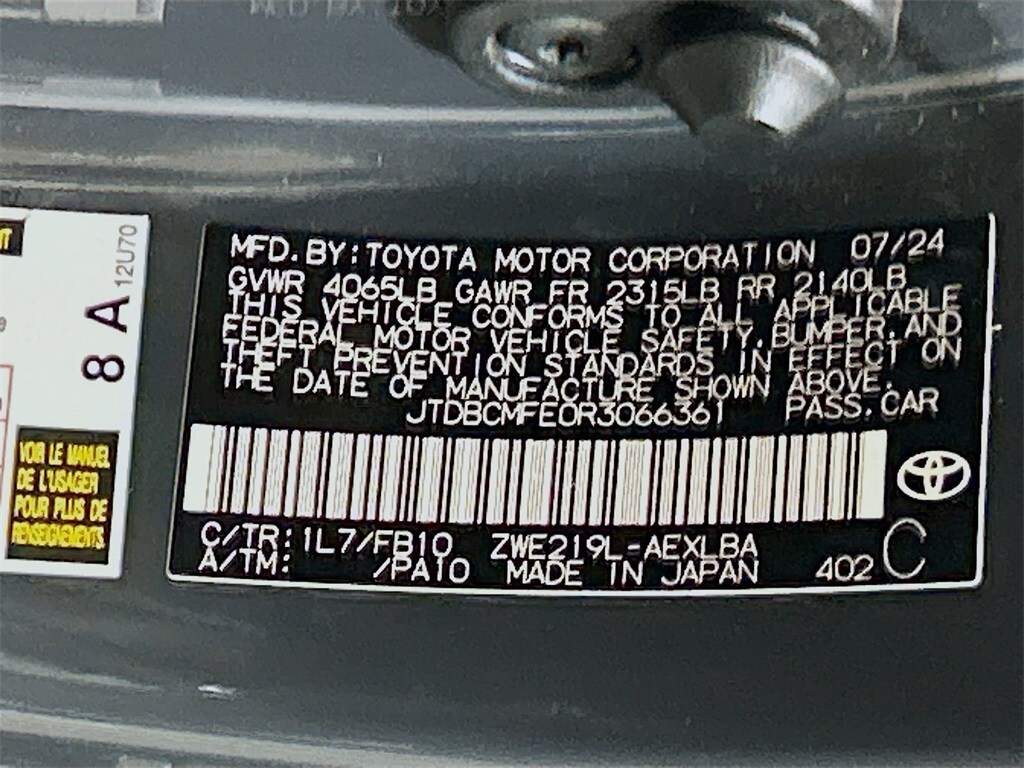 MFD. BY: TOYOTA MOTOR CORPORATION 07/24
GVWR 4065LB GAWR FR 2315LB RR 2140LB
THIS VEHICLE CONFORMS TO ALL APPLICABLE
FEDERAL MOTOR VEHICLE SAFETY, BUMPER, AND
THEFT PREVENTION STANDARDS IN EFFECT ON
THE DATE OF MANUFACTURE SHOWN ABOVE.
JTDBCMFE0R3066361 PASS. CAR
C/TR: 1L7/FB10 ZWE219L-AEXLBA
A/TM: /PA10 MADE IN JAPAN 402 C
8 A 12U70
VOIR LE MANUEL
DE L'USAGER
POUR PLUS DE
RENSEIGNEMENTS.